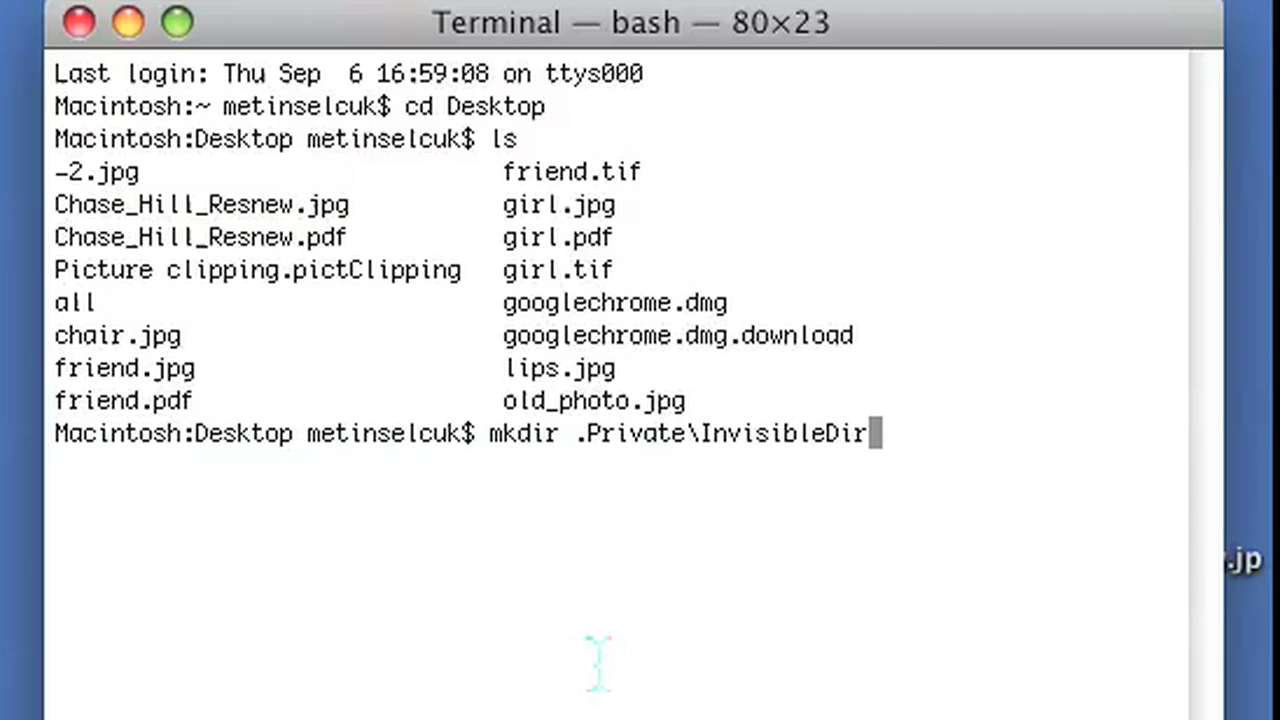 Terminal — bash — 80×23
Last login: Thu Sep  6 16:59:08 on ttys000
Macintosh:~ metinselcuk$ cd Desktop
Macintosh:Desktop metinselcuk$ ls
-2.jpg friend.tif
Chase_Hill_Resnew.jpg girl.jpg
Chase_Hill_Resnew.pdf girl.pdf
Picture clipping.pictClipping girl.tif
all googlechrome.dmg
chair.jpg googlechrome.dmg.download
friend.jpg lips.jpg
friend.pdf old_photo.jpg
Macintosh:Desktop metinselcuk$ mkdir .Private\InvisibleDir
.jp